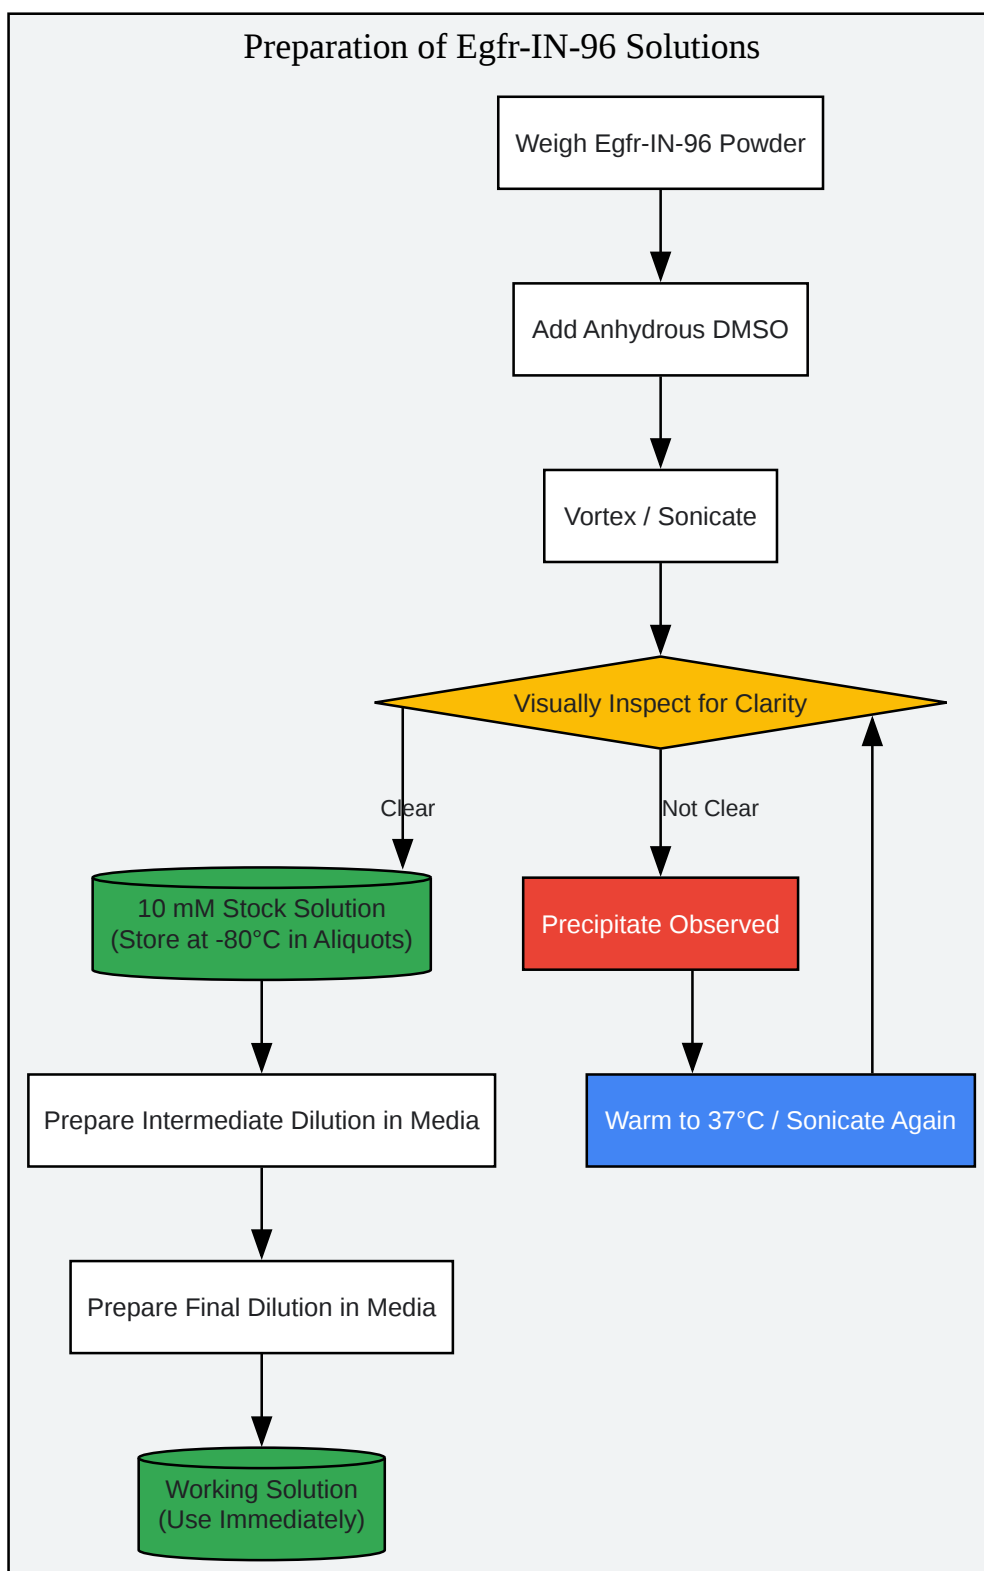 Preparation of Egfr-IN-96 Solutions
Weigh Egfr-IN-96 Powder
Add Anhydrous DMSO
Vortex / Sonicate
Visually Inspect for Clarity
Clear
Not Clear
10 mM Stock Solution
(Store at -80°C in Aliquots)
Precipitate Observed
Prepare Intermediate Dilution in Media
Warm to 37°C / Sonicate Again
Prepare Final Dilution in Media
Working Solution
(Use Immediately)